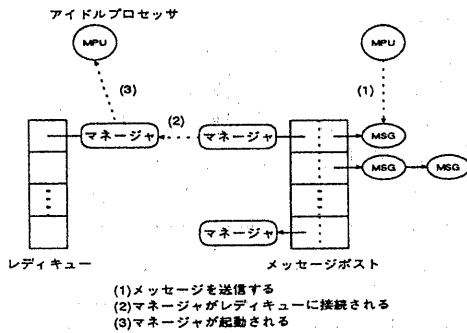 アイドルプロセッサ
MPU
MPU
(3)
(1)
(2)
マネージャ
マネージャ
MSG
MSG
MSG
マネージャ
レディキュー
メッセージポスト
(1)メッセージを送信する
(2)マネージャがレディキューに接続される
(3)マネージャが起動される